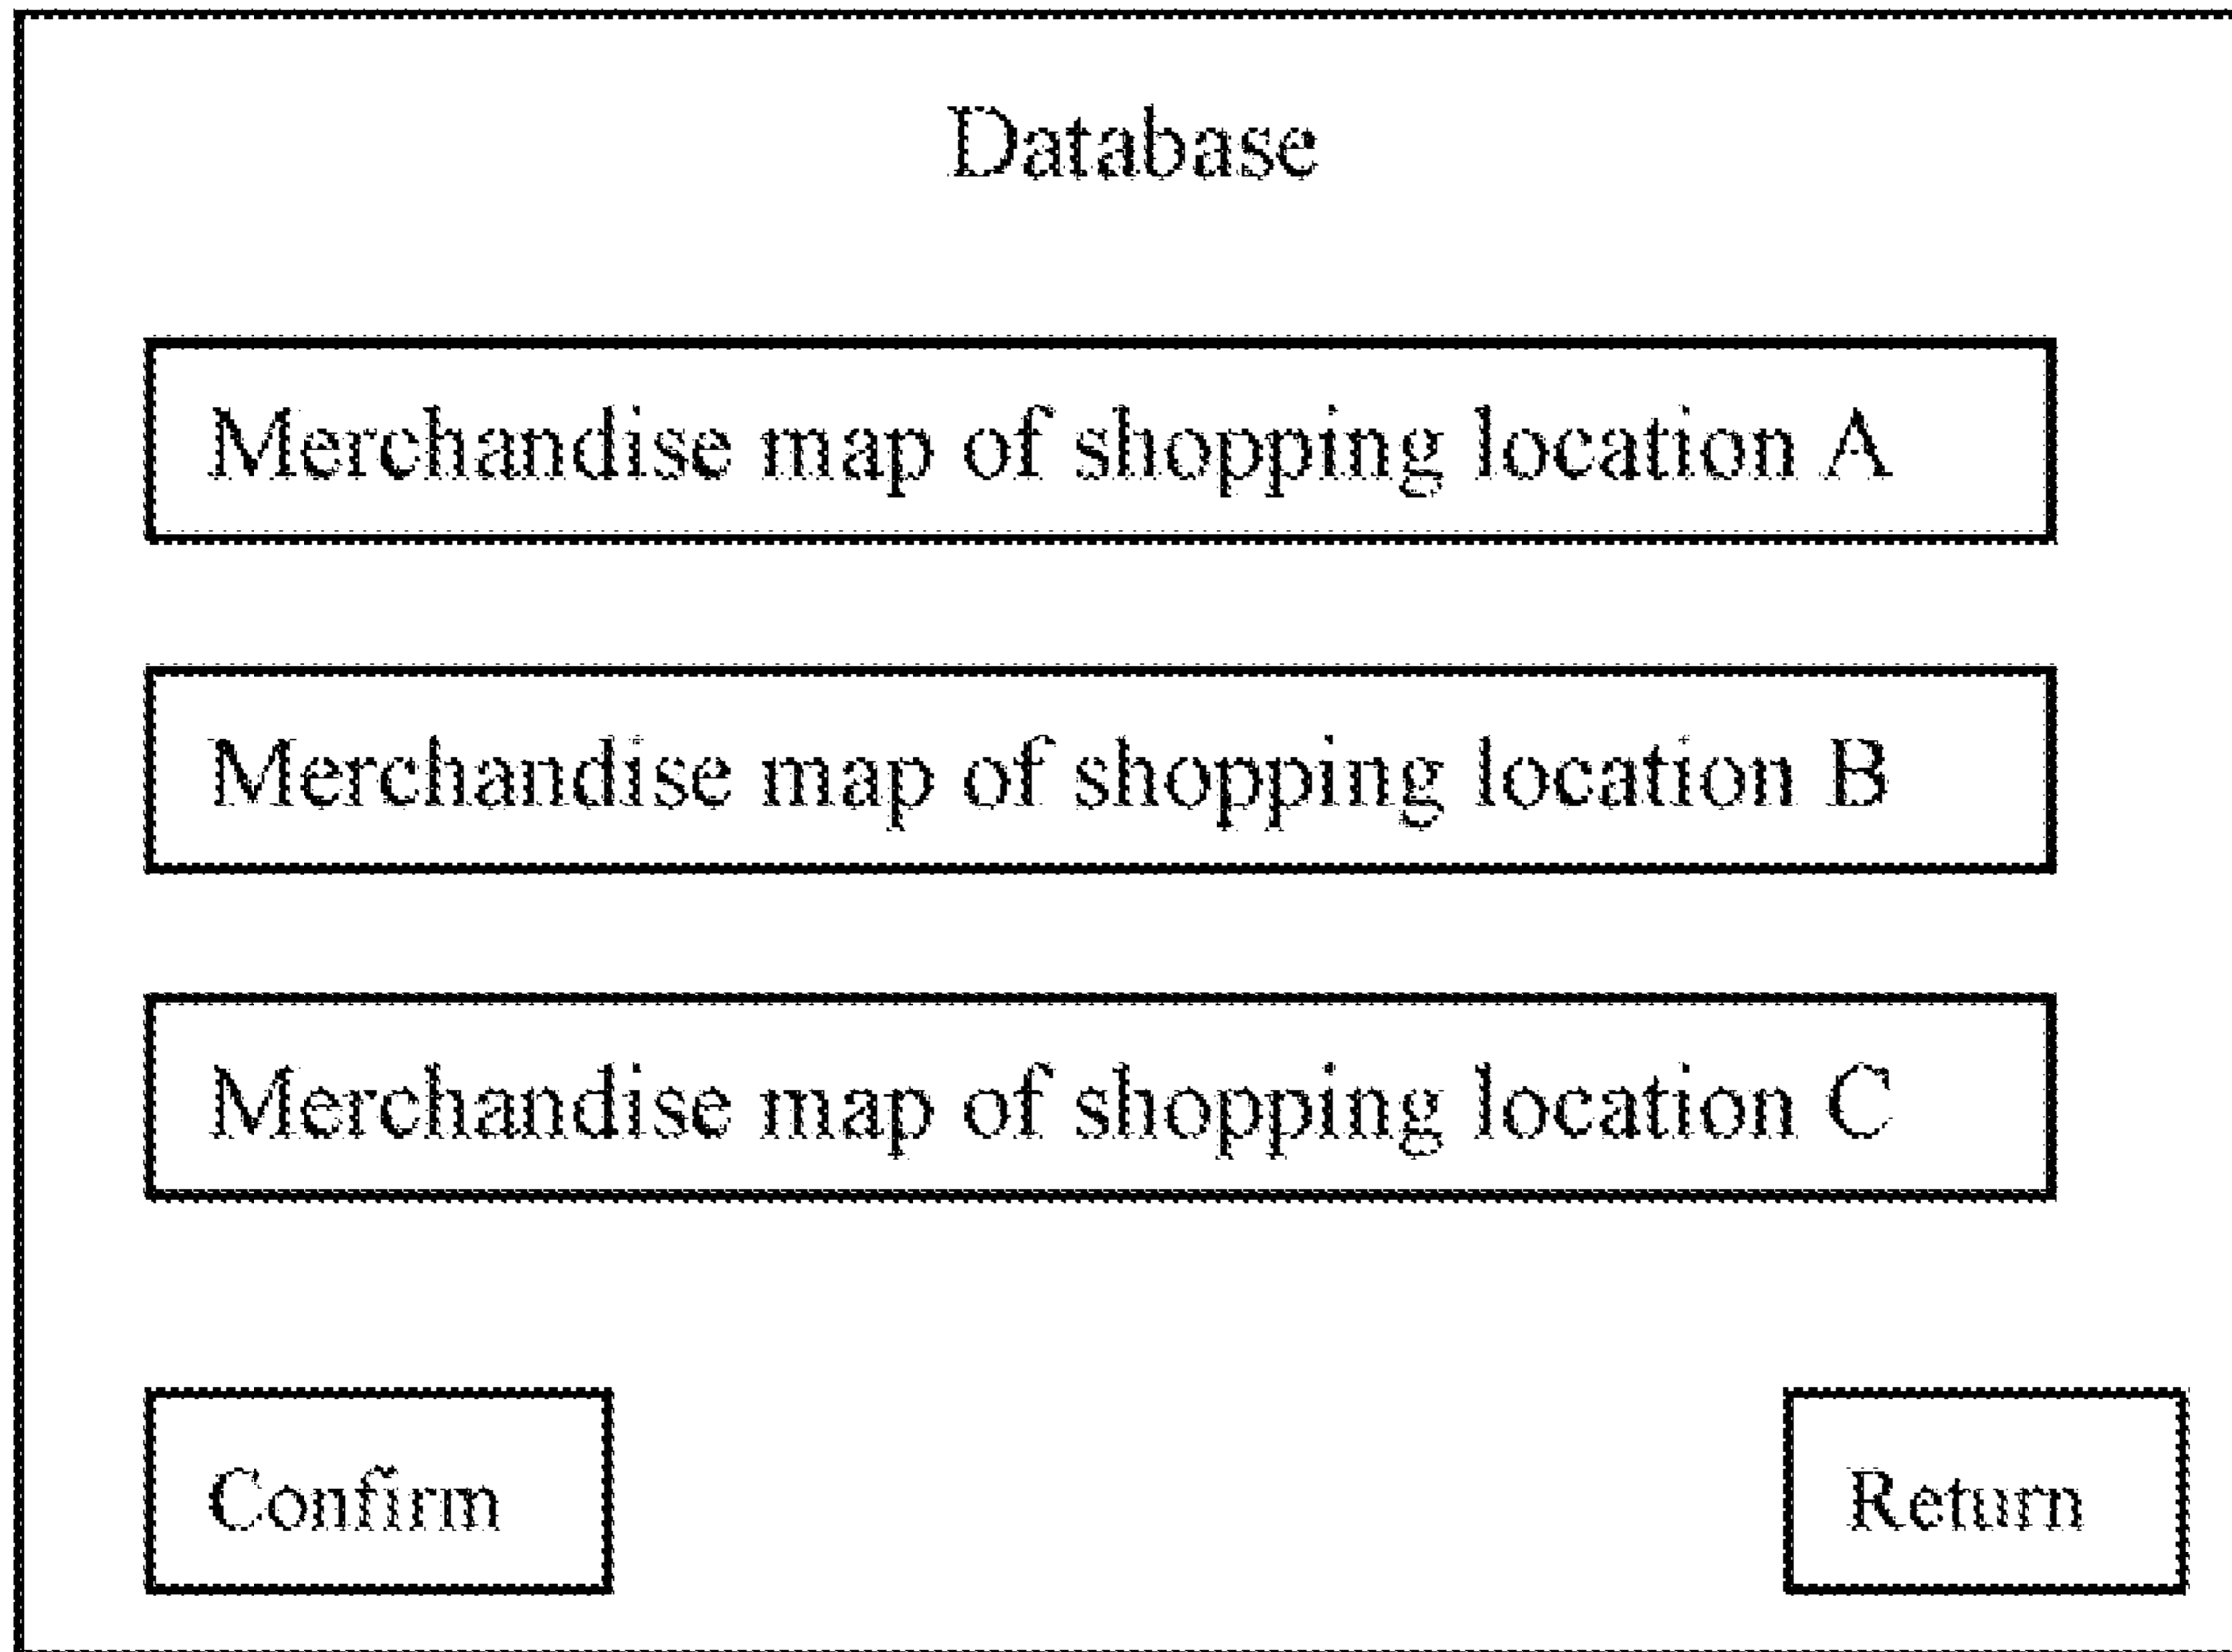 Database
Merchandise map of shopping location A
Merchandise map of shopping location B
Merchandise map of shopping location C
Confirm
Return